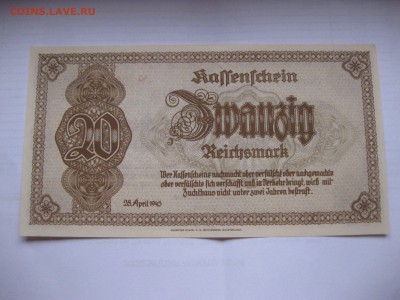 COINS.LAVE.RU
Kassenschein
20
Zwanzig
Reichsmark
Wer Kassenscheine nachmacht oder verfälscht oder nachgemachte
oder verfälschte sich verschafft und in Verkehr bringt, wird mit
Zuchthaus nicht unter zwei Jahren bestraft.
28. April 1945